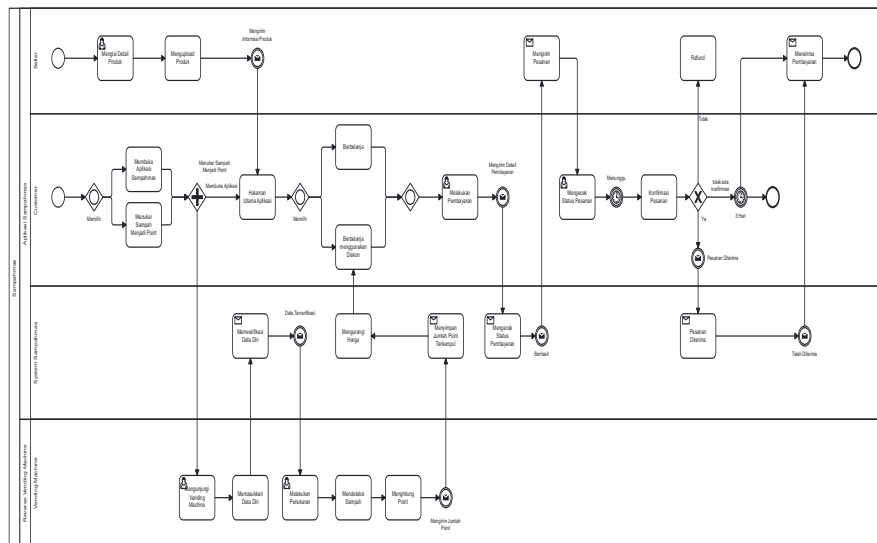 Sampahmas
Aplikasi Sampahmas
Reverse Vending Machine
Seller
Customer
System Sampahmas
Vending Machine
Mengisi Detail
Produk
Mengupload
Produk
Mengirim
Informasi Produk
Mengirim
Pesanan
Refund
Menerima
Pembayaran
Tidak
Memilih
Membuka
Aplikasi
Sampahmas
Menukar
Sampah
Menjadi Point
Menukar Sampah
Menjadi Point
Membuka Aplikasi
Halaman
Utama Aplikasi
Memilih
Berbelanja
Berbelanja
menggunakan
Diskon
Melakukan
Pembayaran
Mengirim Detail
Pembayaran
Mengecek
Status Pesanan
Menunggu
Konfirmasi
Pesanan
Ya
tidak ada
konfirmasi
3 Hari
Pesanan Diterima
Memverifikasi
Data Diri
Data Terverifikasi
Mengurangi
Harga
Menyimpan
Jumlah Point
Terkumpul
Mengecek
Status
Pembayaran
Berhasil
Pesanan
Diterima
Telah Diterima
Mengunjungi
Vending
Machine
Memasukkan
Data Diri
Melakukan
Penukaran
Mendeteksi
Sampah
Menghitung
Point
Mengirim Jumlah
Point